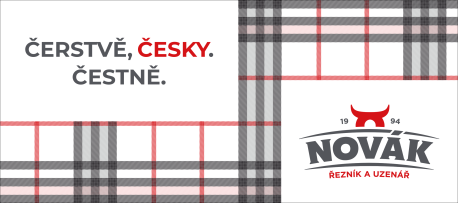 ČERSTVĚ, ČESKY.
ČESTNĚ.
19 94
NOVÁK
ŘEZNÍK A UZENÁŘ